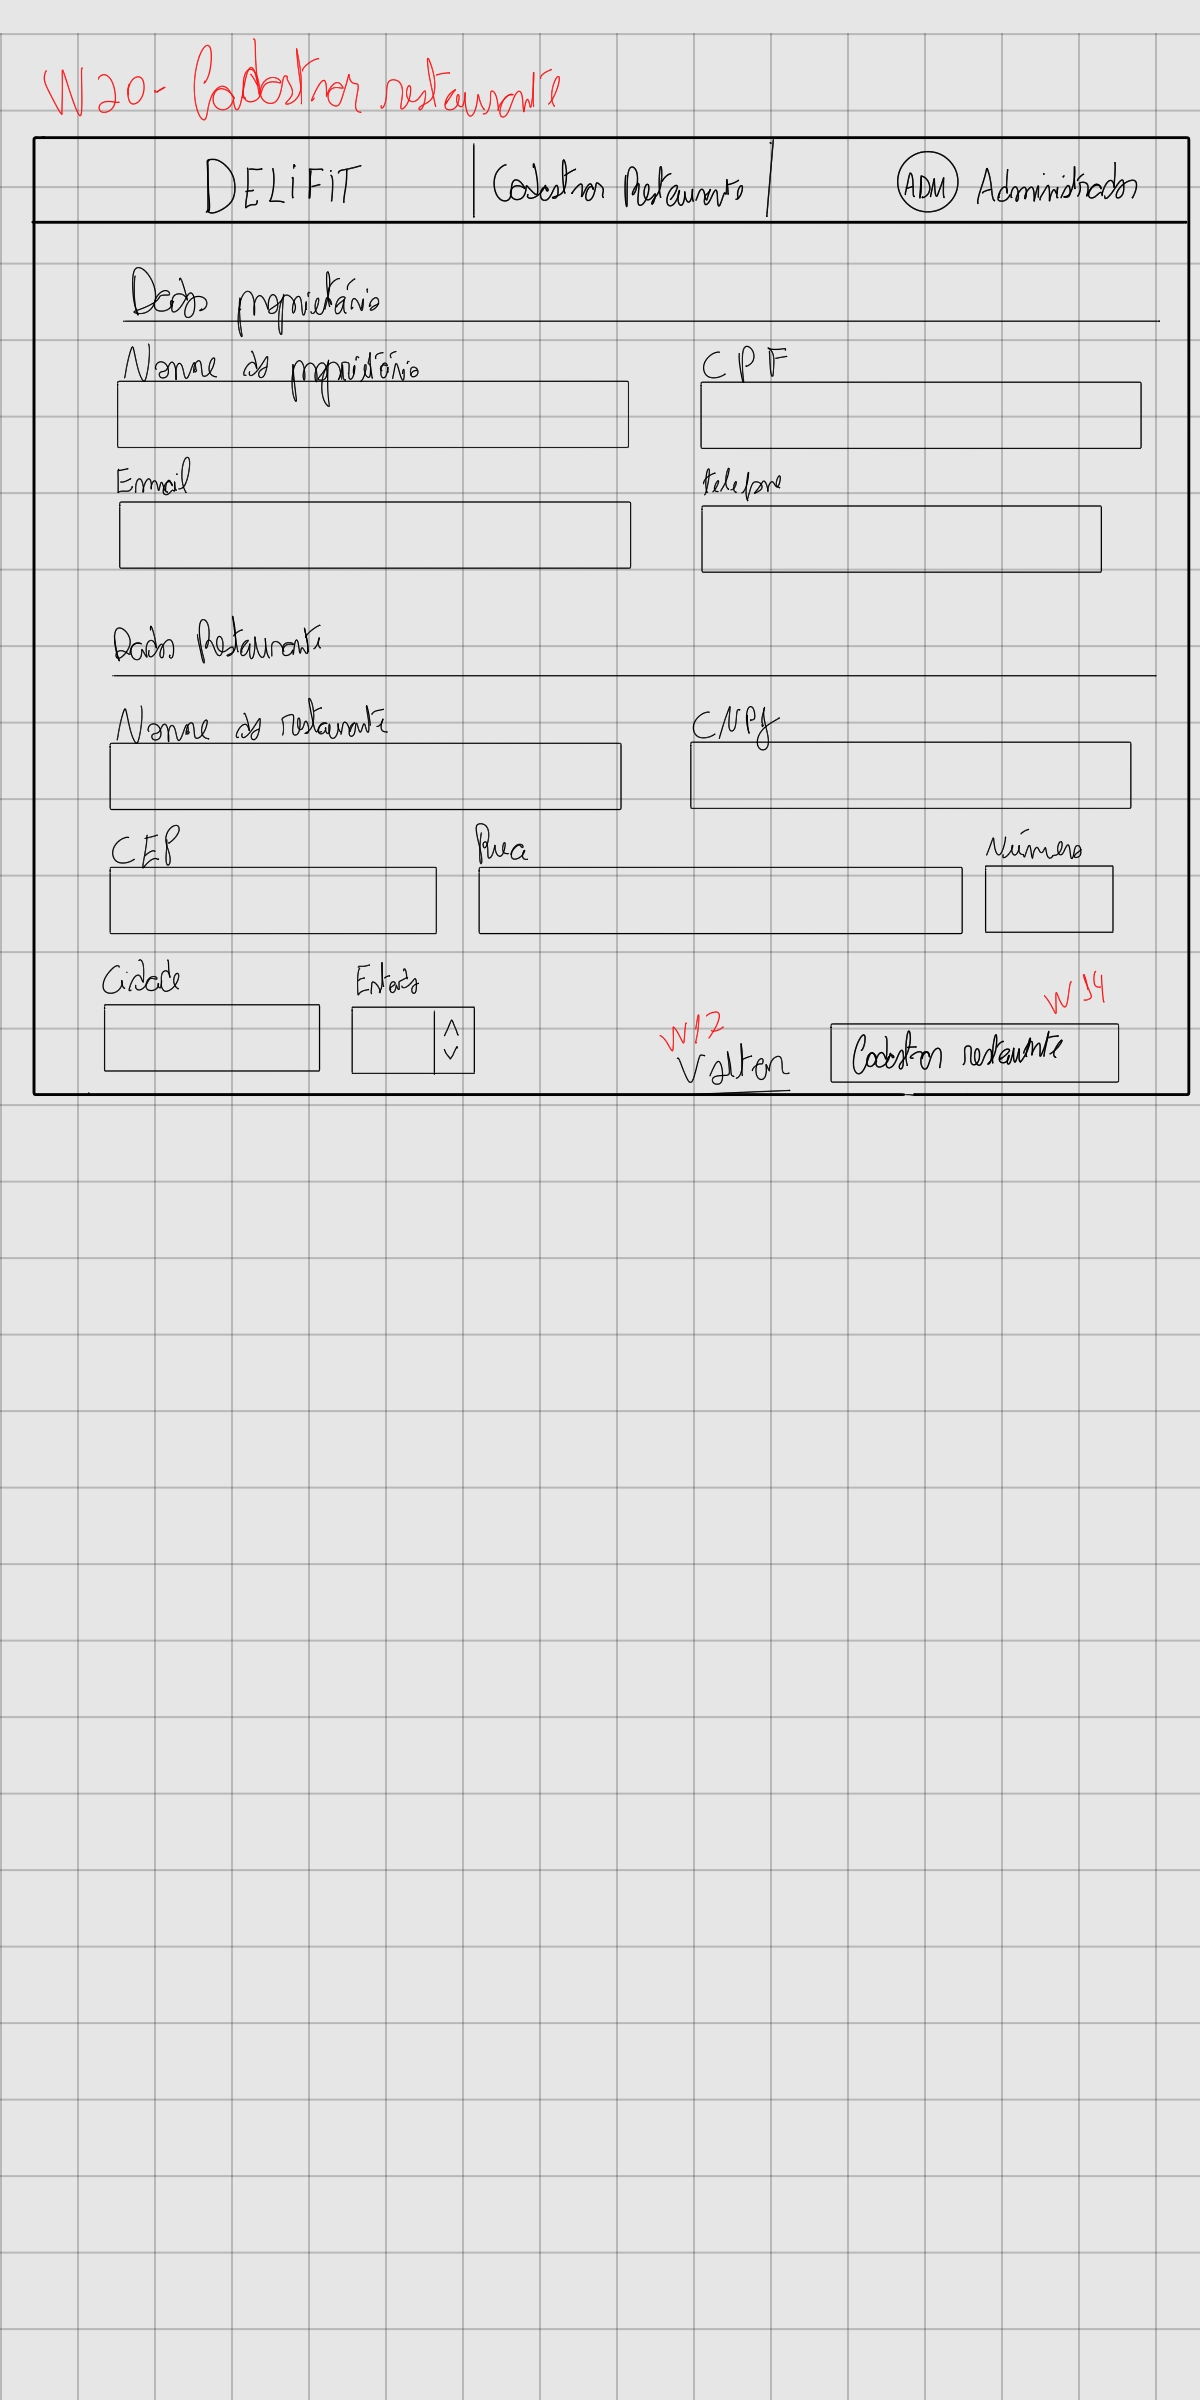 W20- Cadastrar restaurante
DELiFiT | Cadastrar Restaurante | ADM Administrador
Dados proprietário
Nome do proprietário CPF
Email telefone
Dados Restaurante
Nome do restaurante CNPj
CEP Rua Número
Cidade Estado
W17 W14
Voltar Cadastrar restaurante